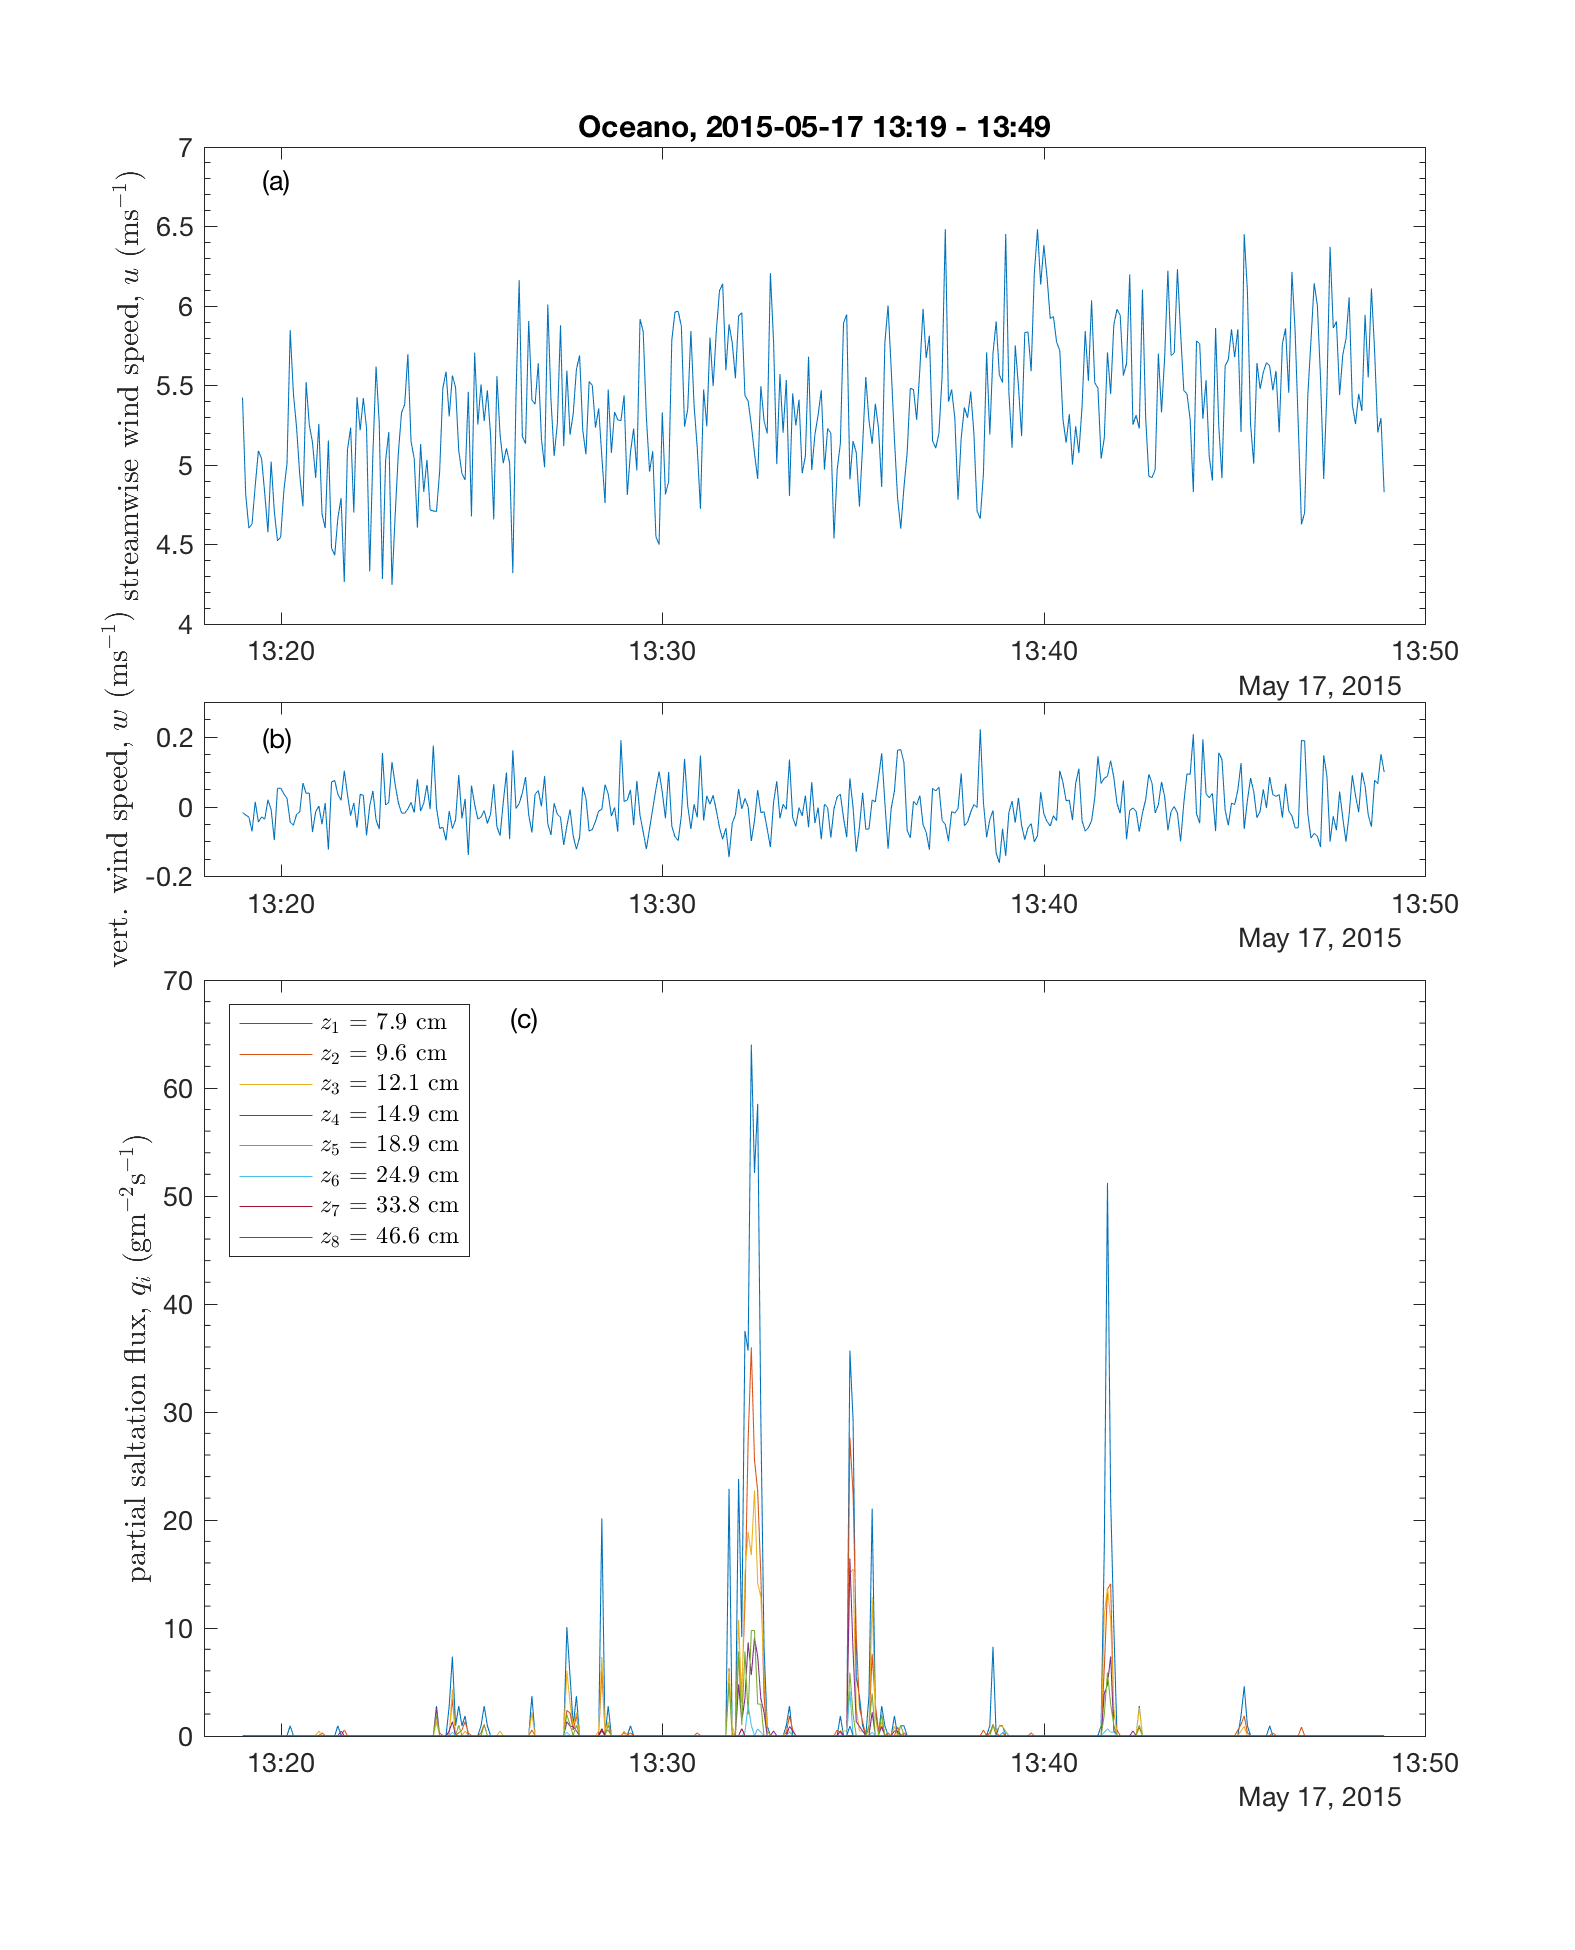 Oceano, 2015-05-17 13:19 - 13:49
(a)
streamwise wind speed, u (ms⁻¹)
7
6.5
6
5.5
5
4.5
4
13:20 13:30 13:40 13:50
May 17, 2015
(b)
vert. wind speed, w (ms⁻¹)
0.2
0
-0.2
13:20 13:30 13:40 13:50
May 17, 2015
(c)
partial saltation flux, qᵢ (gm⁻²s⁻¹)
70
60
50
40
30
20
10
0
z₁ = 7.9 cm
z₂ = 9.6 cm
z₃ = 12.1 cm
z₄ = 14.9 cm
z₅ = 18.9 cm
z₆ = 24.9 cm
z₇ = 33.8 cm
z₈ = 46.6 cm
13:20 13:30 13:40 13:50
May 17, 2015